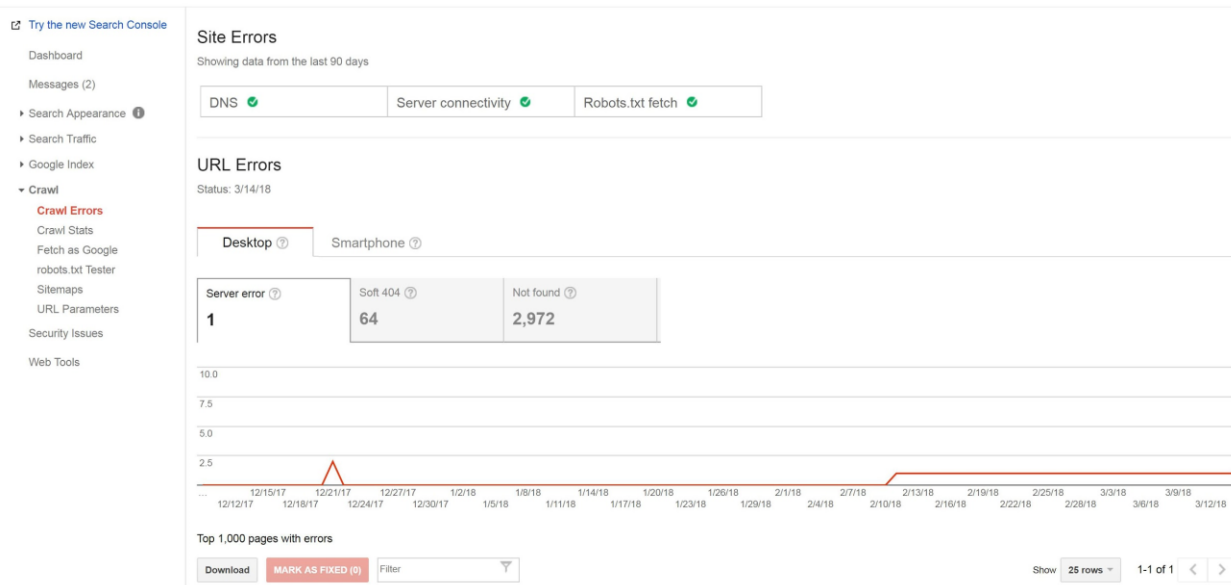 Try the new Search Console
Dashboard
Messages (2)
Search Appearance
Search Traffic
Google Index
Crawl
Crawl Errors
Crawl Stats
Fetch as Google
robots.txt Tester
Sitemaps
URL Parameters
Security Issues
Web Tools
Site Errors
Showing data from the last 90 days
DNS Server connectivity Robots.txt fetch
URL Errors
Status: 3/14/18
Desktop Smartphone
Server error Soft 404 Not found
1 64 2,972
10.0
7.5
5.0
2.5
... 12/15/17 12/21/17 12/27/17 1/2/18 1/8/18 1/14/18 1/20/18 1/26/18 2/1/18 2/7/18 2/13/18 2/19/18 2/25/18 3/3/18 3/9/18
12/12/17 12/18/17 12/24/17 12/30/17 1/5/18 1/11/18 1/17/18 1/23/18 1/29/18 2/4/18 2/10/18 2/16/18 2/22/18 2/28/18 3/6/18 3/12/18
Top 1,000 pages with errors
Download MARK AS FIXED (0) Filter Show 25 rows 1-1 of 1